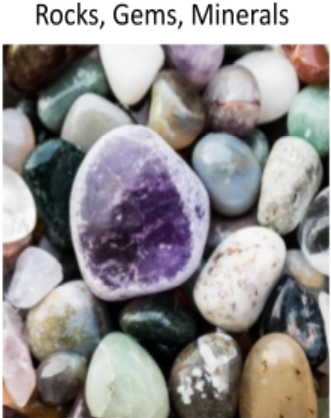 Rocks, Gems, Minerals